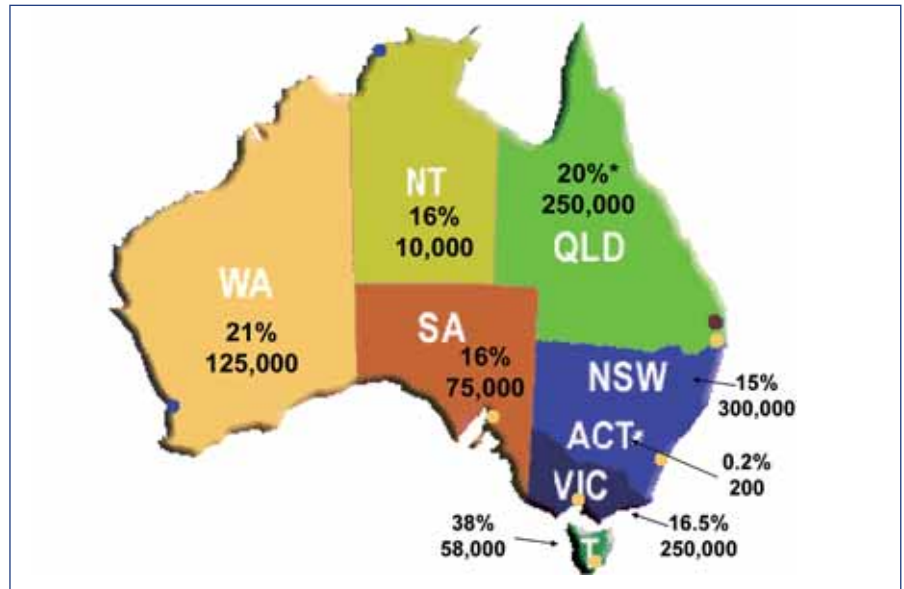 NT
16%
10,000
20%*
250,000
QLD
WA
21%
125,000
SA
16%
75,000
NSW
15%
300,000
ACT
0.2%
200
VIC
16.5%
250,000
38%
58,000
T